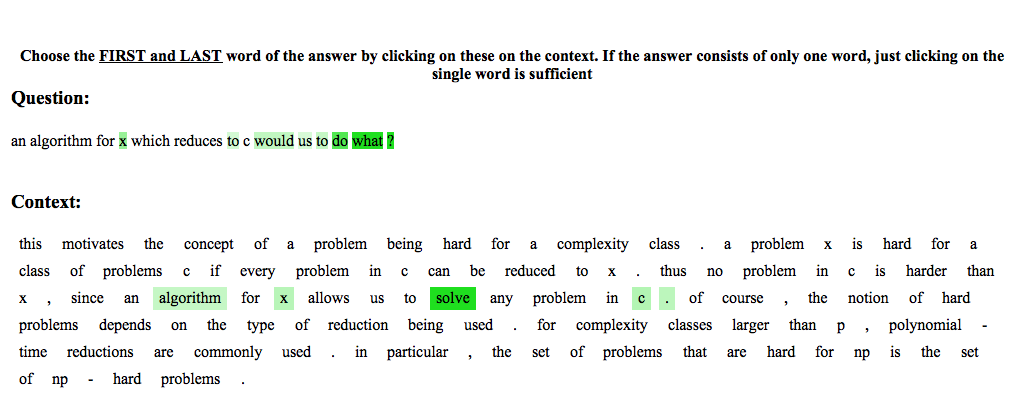 Choose the FIRST and LAST word of the answer by clicking on these on the context. If the answer consists of only one word, just clicking on the
single word is sufficient
Question:
an algorithm for x which reduces to c would us to do what ?
Context:
this motivates the concept of a problem being hard for a complexity class . a problem x is hard for a
class of problems c if every problem in c can be reduced to x . thus no problem in c is harder than
x , since an algorithm for x allows us to solve any problem in c . of course , the notion of hard
problems depends on the type of reduction being used . for complexity classes larger than p , polynomial -
time reductions are commonly used . in particular , the set of problems that are hard for np is the set
of np - hard problems .